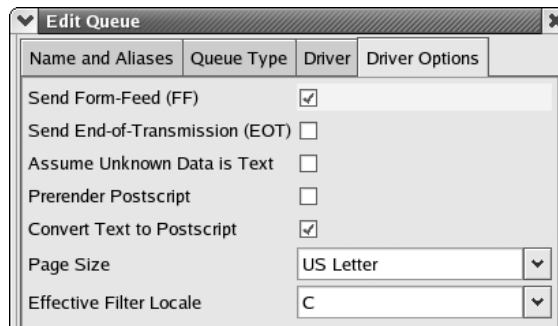 Edit Queue
Name and Aliases Queue Type Driver Driver Options
Send Form-Feed (FF)
Send End-of-Transmission (EOT)
Assume Unknown Data is Text
Prerender Postscript
Convert Text to Postscript
Page Size US Letter
Effective Filter Locale C